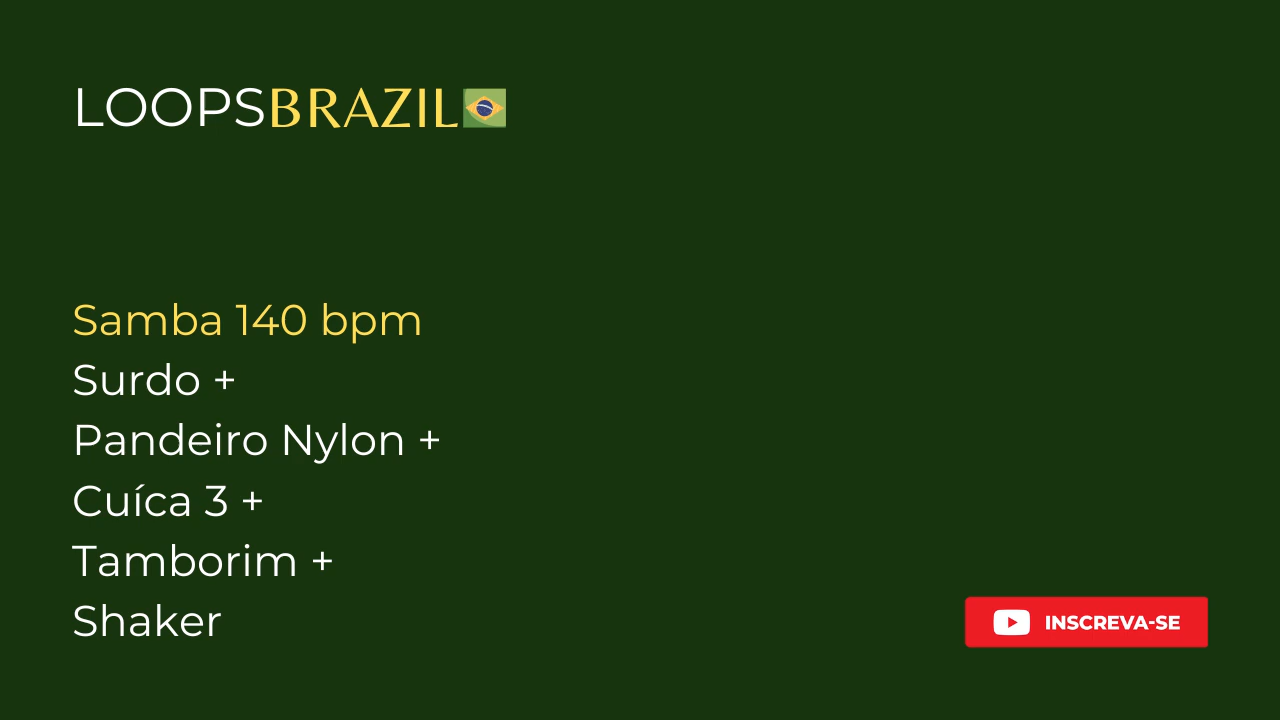 LOOPSBRAZIL
Samba 140 bpm
Surdo +
Pandeiro Nylon +
Cuíca 3 +
Tamborim +
Shaker
INSCREVA-SE